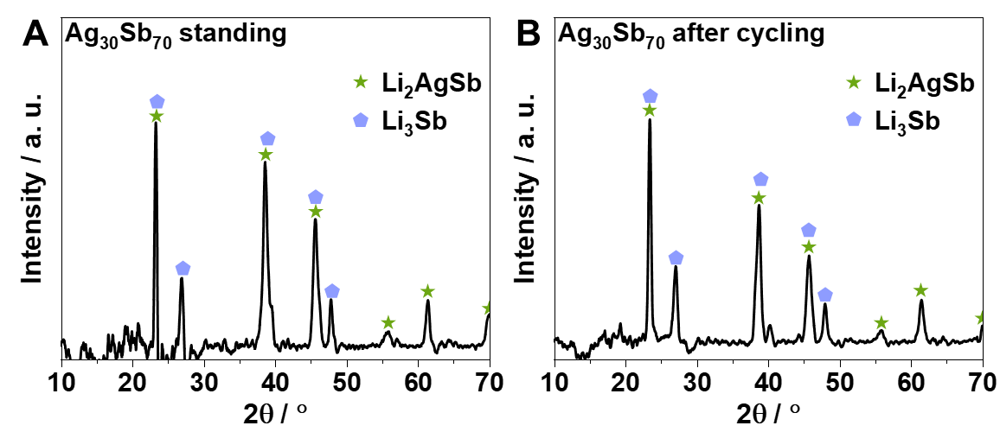 A
Ag30Sb70 standing
Li2AgSb
Li3Sb
Intensity / a. u.
10 20 30 40 50 60 70
2θ / °
B
Ag30Sb70 after cycling
Li2AgSb
Li3Sb
Intensity / a. u.
10 20 30 40 50 60 70
2θ / °